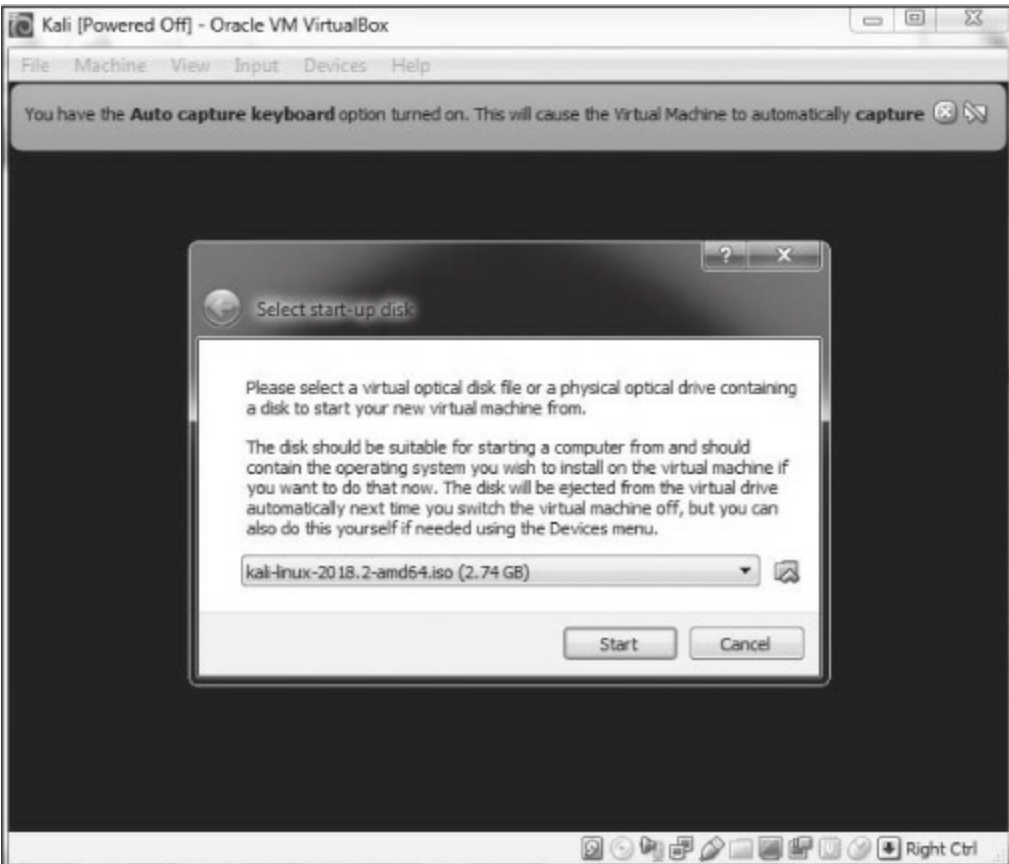 Kali [Powered Off] - Oracle VM VirtualBox
File Machine View Input Devices Help
You have the Auto capture keyboard option turned on. This will cause the Virtual Machine to automatically capture
?
Select start-up disk
Please select a virtual optical disk file or a physical optical drive containing
a disk to start your new virtual machine from.
The disk should be suitable for starting a computer from and should
contain the operating system you wish to install on the virtual machine if
you want to do that now. The disk will be ejected from the virtual drive
automatically next time you switch the virtual machine off, but you can
also do this yourself if needed using the Devices menu.
kali-linux-2018.2-amd64.iso (2.74 GB)
Start Cancel
Right Ctrl